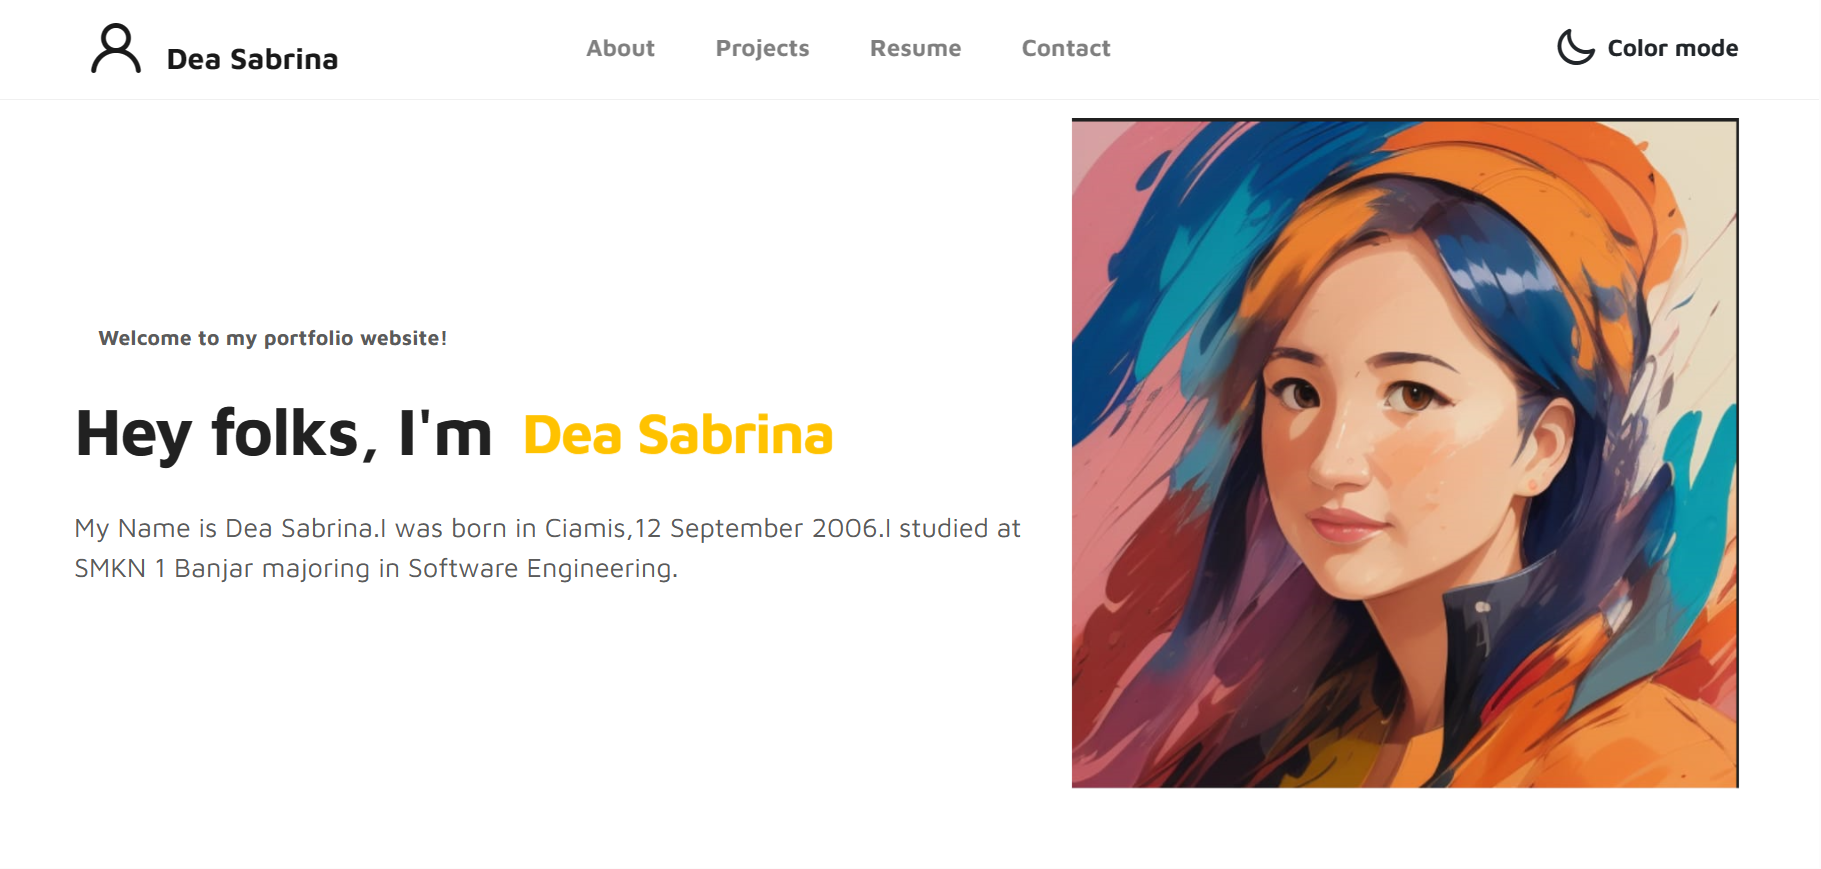 Dea Sabrina
About
Projects
Resume
Contact
Color mode
Welcome to my portfolio website!
Hey folks, I'm Dea Sabrina
My Name is Dea Sabrina.I was born in Ciamis,12 September 2006.I studied at
SMKN 1 Banjar majoring in Software Engineering.